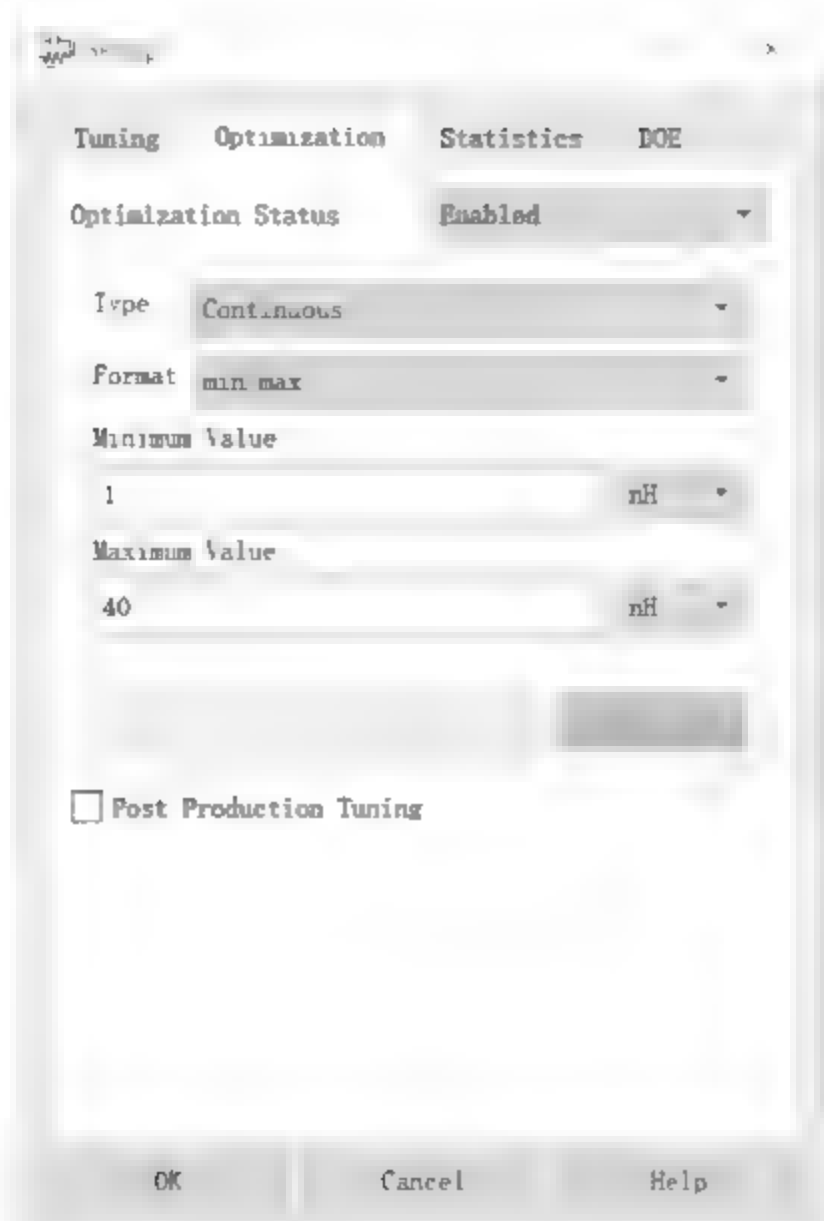 Tuning Optimization Statistics DOE
Optimization Status Enabled
Type Continuous
Format min max
Minimum Value
1 nH
Maximum Value
40 nH
Post Production Tuning
OK Cancel Help